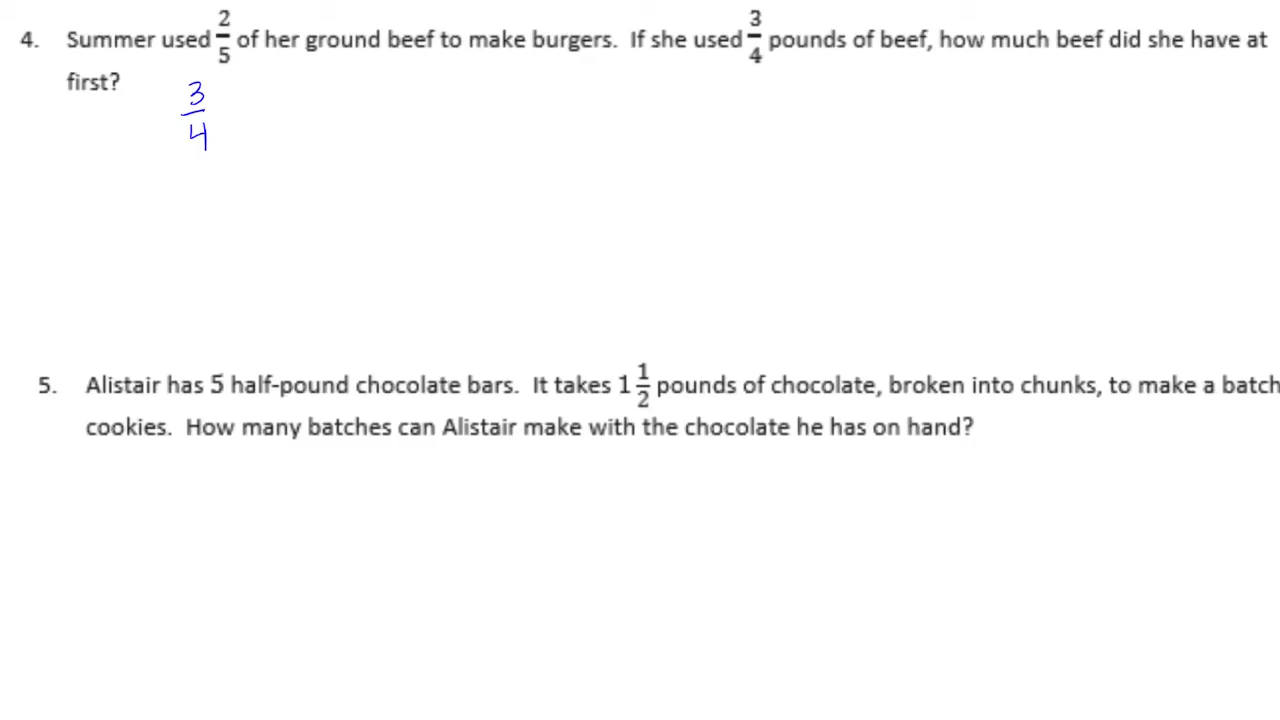 4. Summer used 2/5 of her ground beef to make burgers. If she used 3/4 pounds of beef, how much beef did she have at
first?
3/4
5. Alistair has 5 half-pound chocolate bars. It takes 1 1/2 pounds of chocolate, broken into chunks, to make a batch
cookies. How many batches can Alistair make with the chocolate he has on hand?